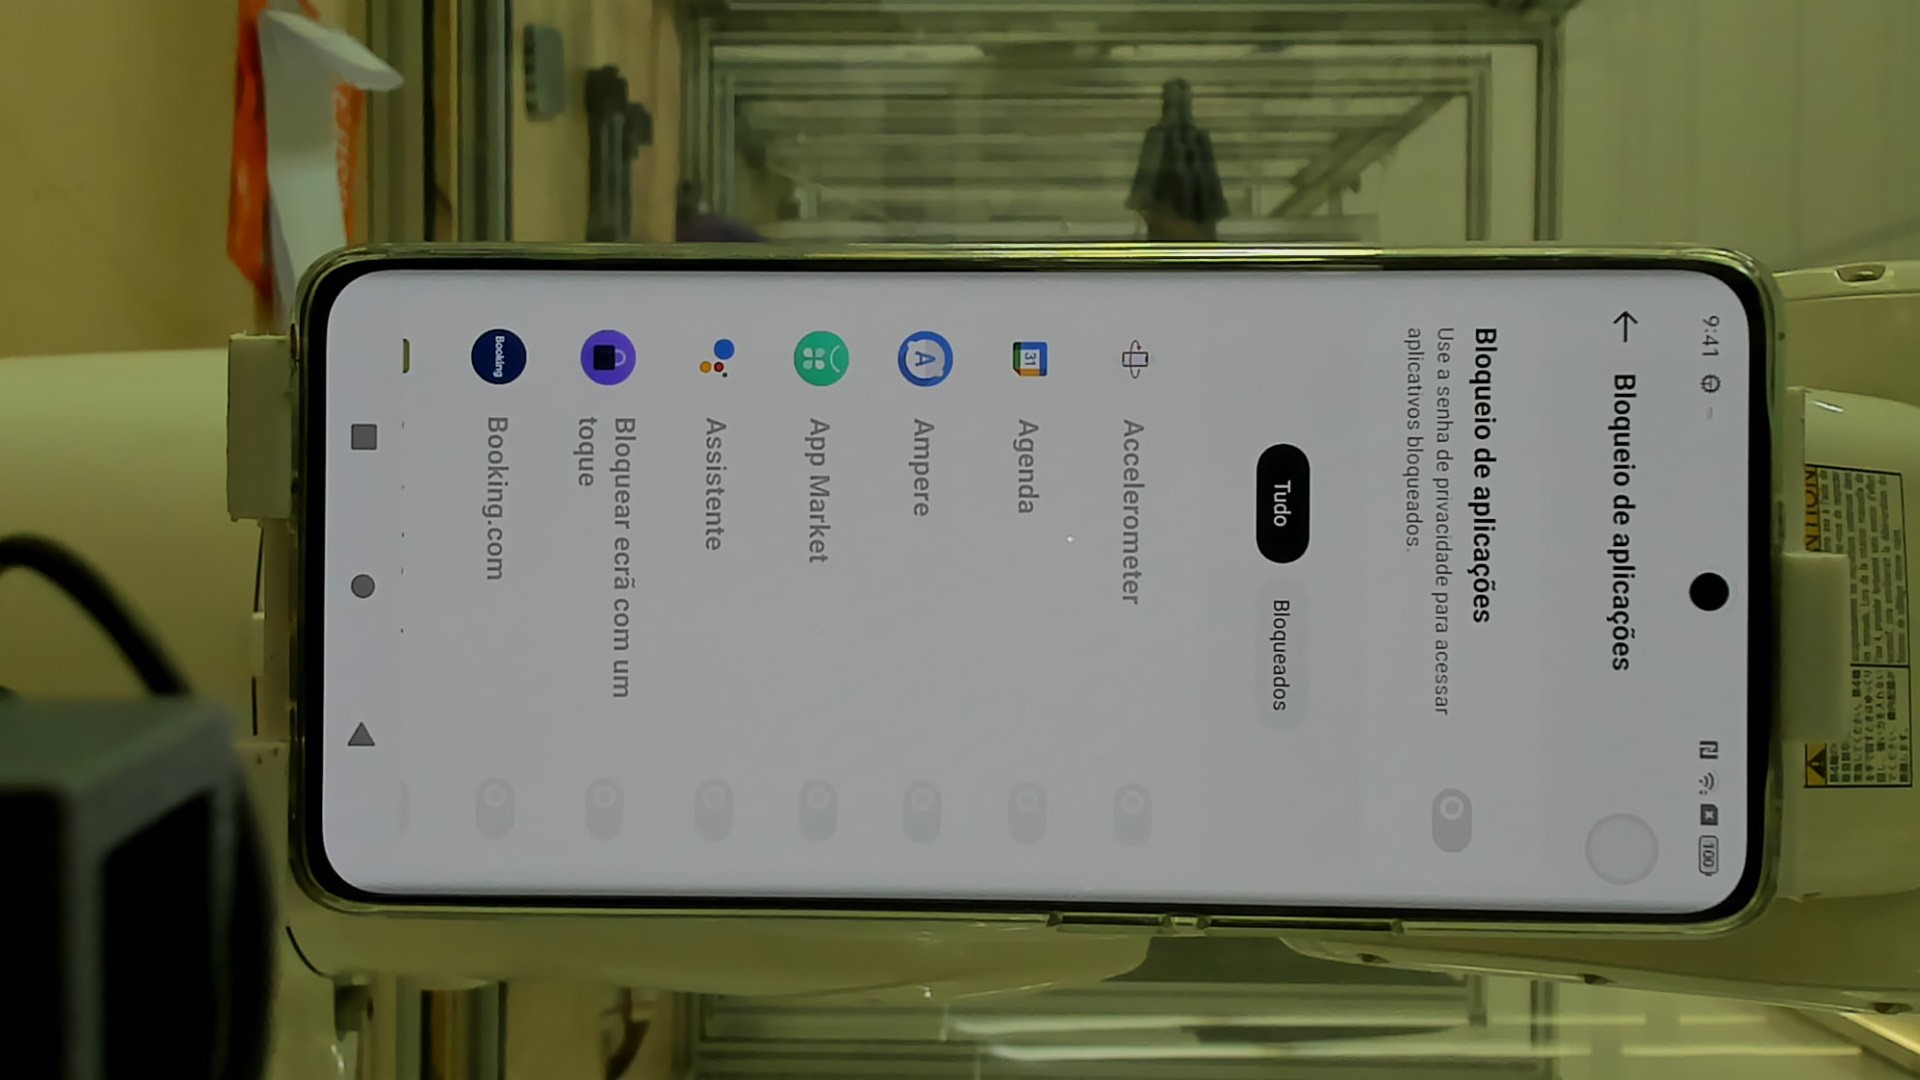 9:41
100
Bloqueio de aplicações
Bloqueio de aplicações
Use a senha de privacidade para acessar
aplicativos bloqueados.
Tudo
Bloqueados
Accelerometer
31
Agenda
A
Ampere
App Market
Assistente
Bloquear ecrã com um
toque
Booking
Booking.com